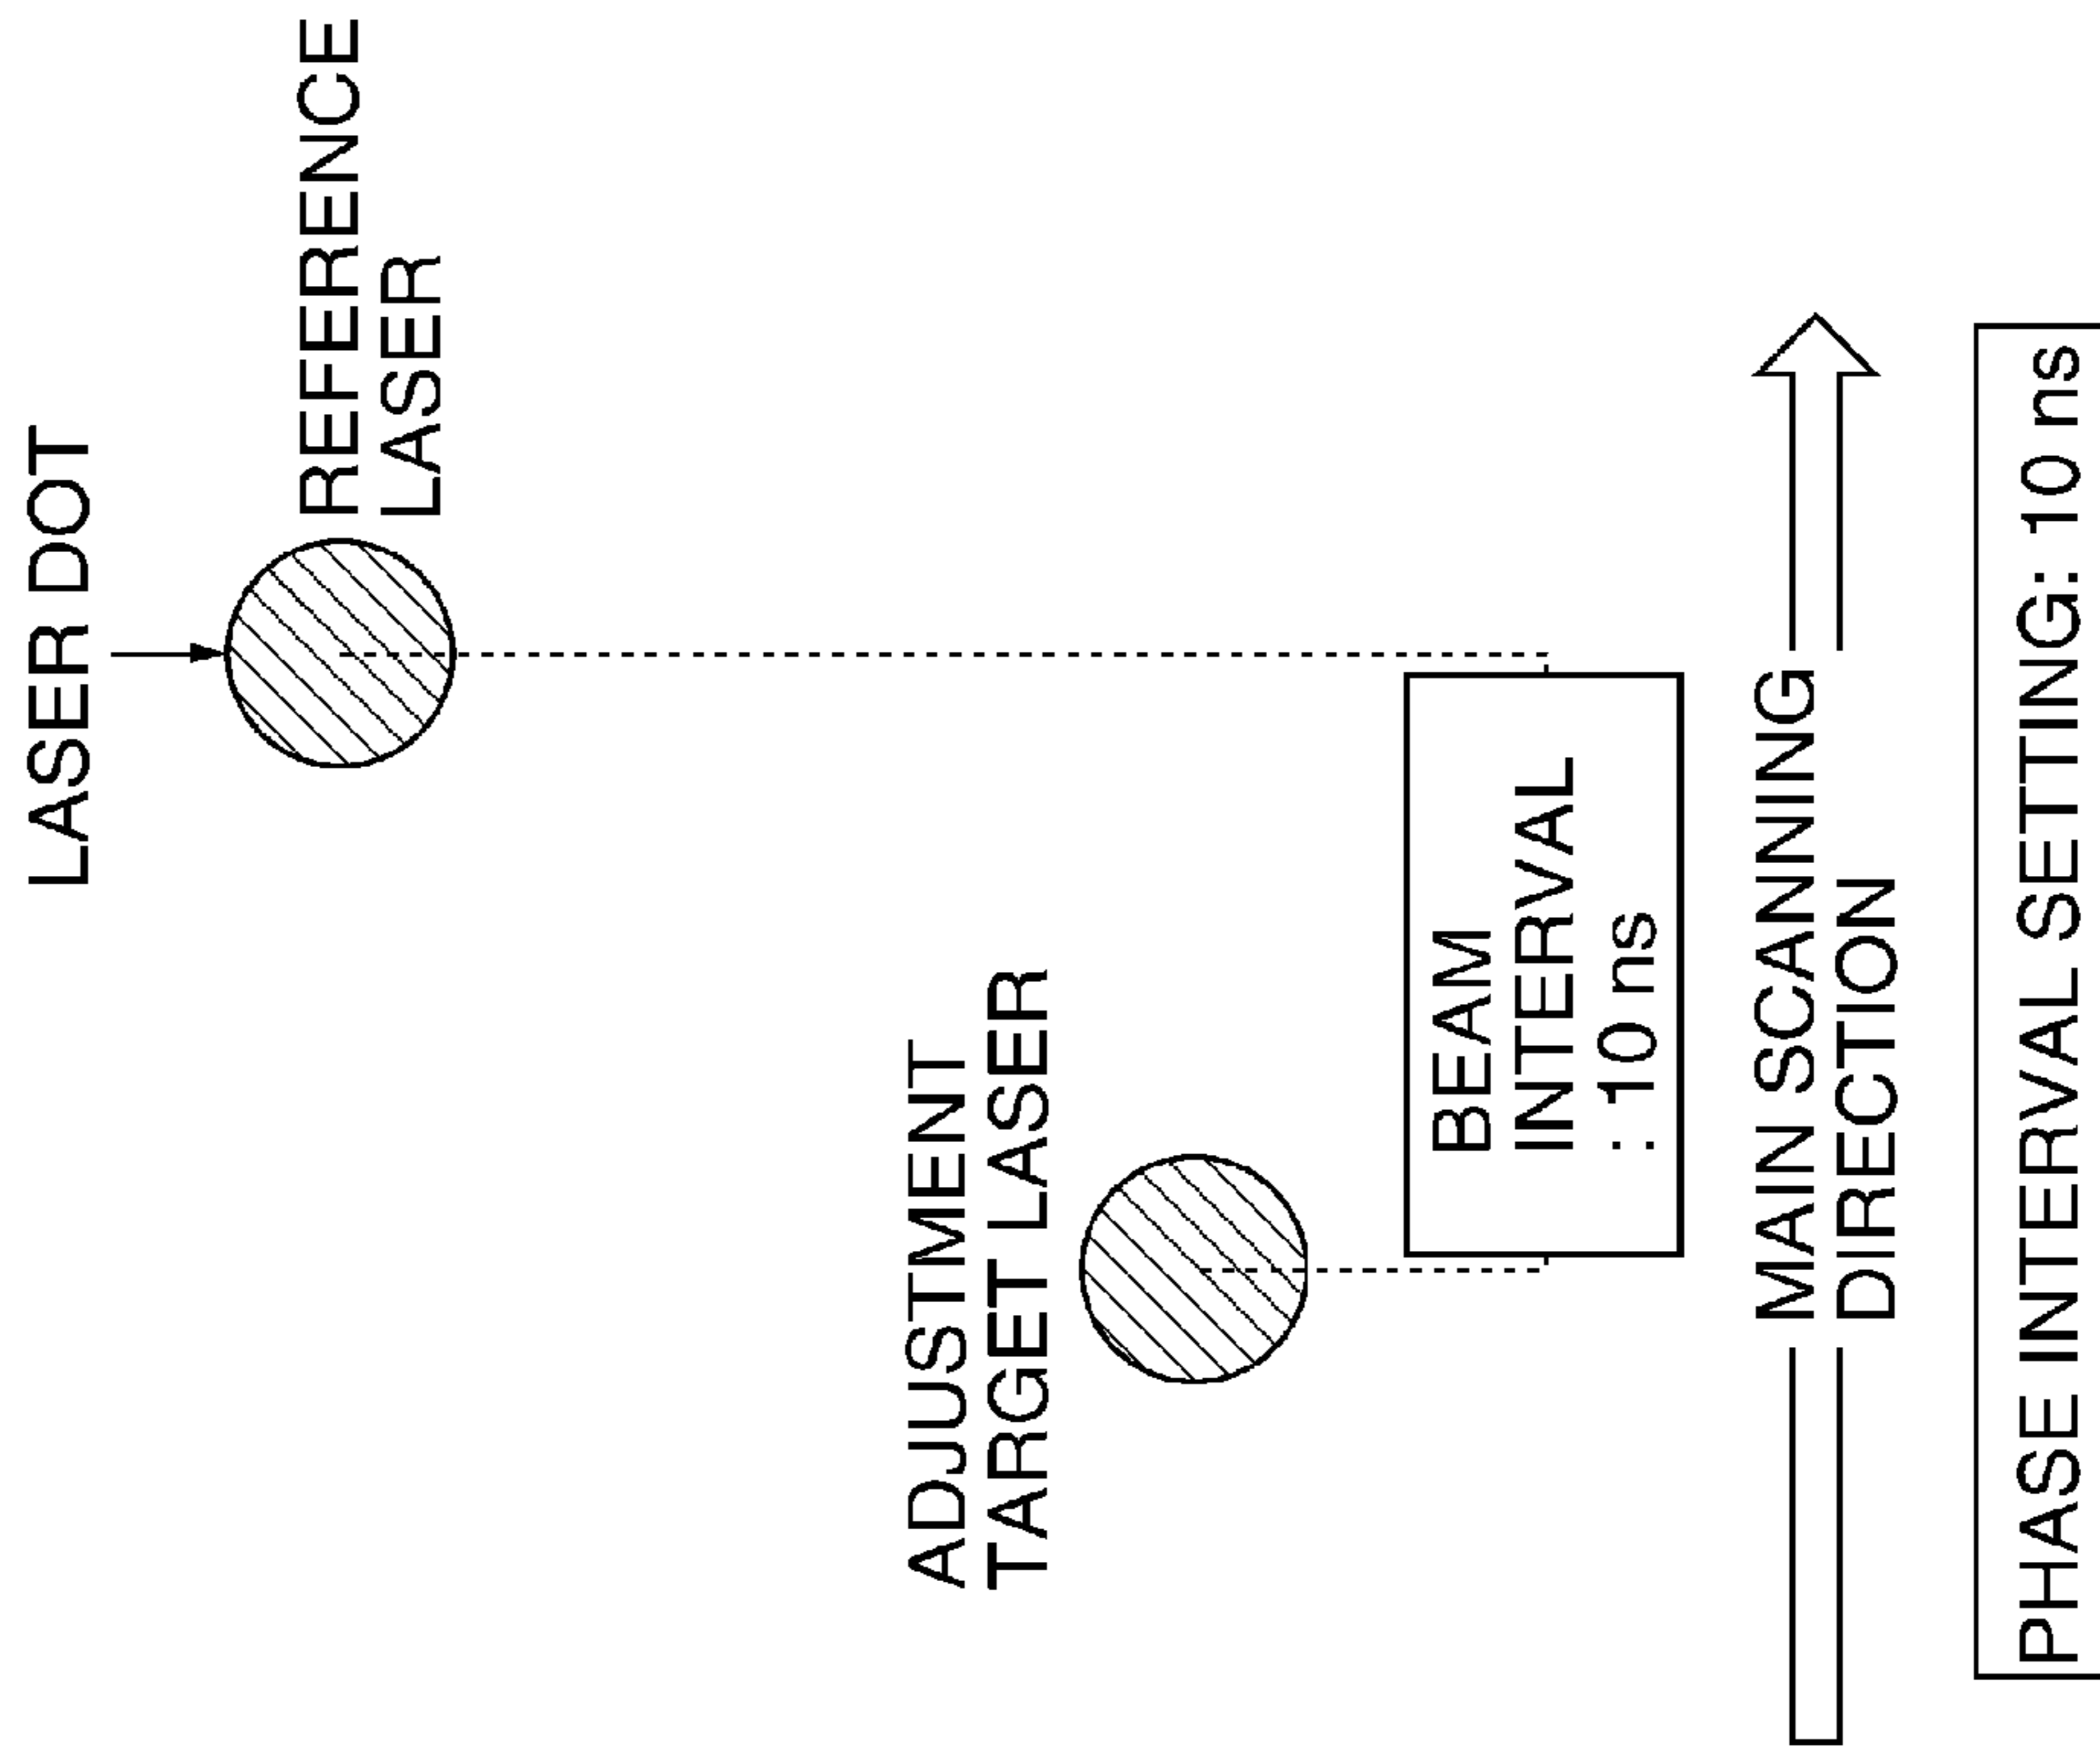 LASER DOT
REFERENCE
LASER
ADJUSTMENT
TARGET LASER
BEAM
INTERVAL
: 10 ns
MAIN SCANNING
DIRECTION
PHASE INTERVAL SETTING: 10 ns